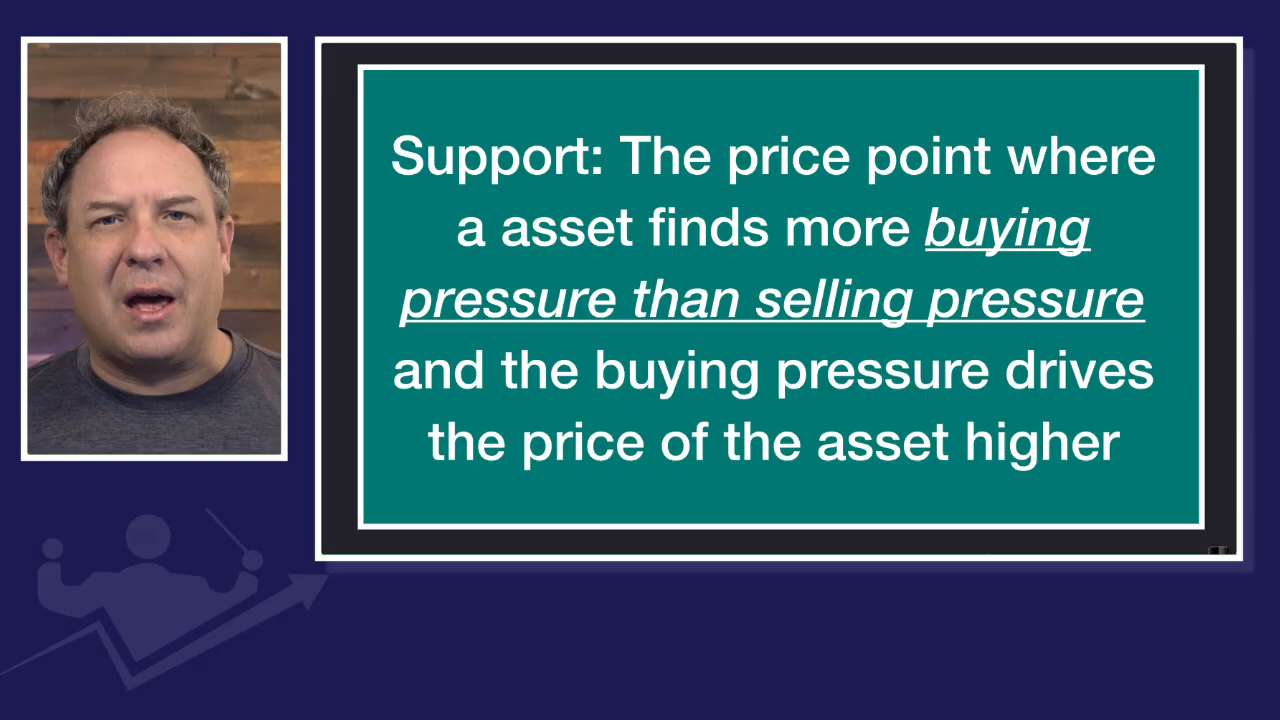 Support: The price point where
a asset finds more buying
pressure than selling pressure
and the buying pressure drives
the price of the asset higher